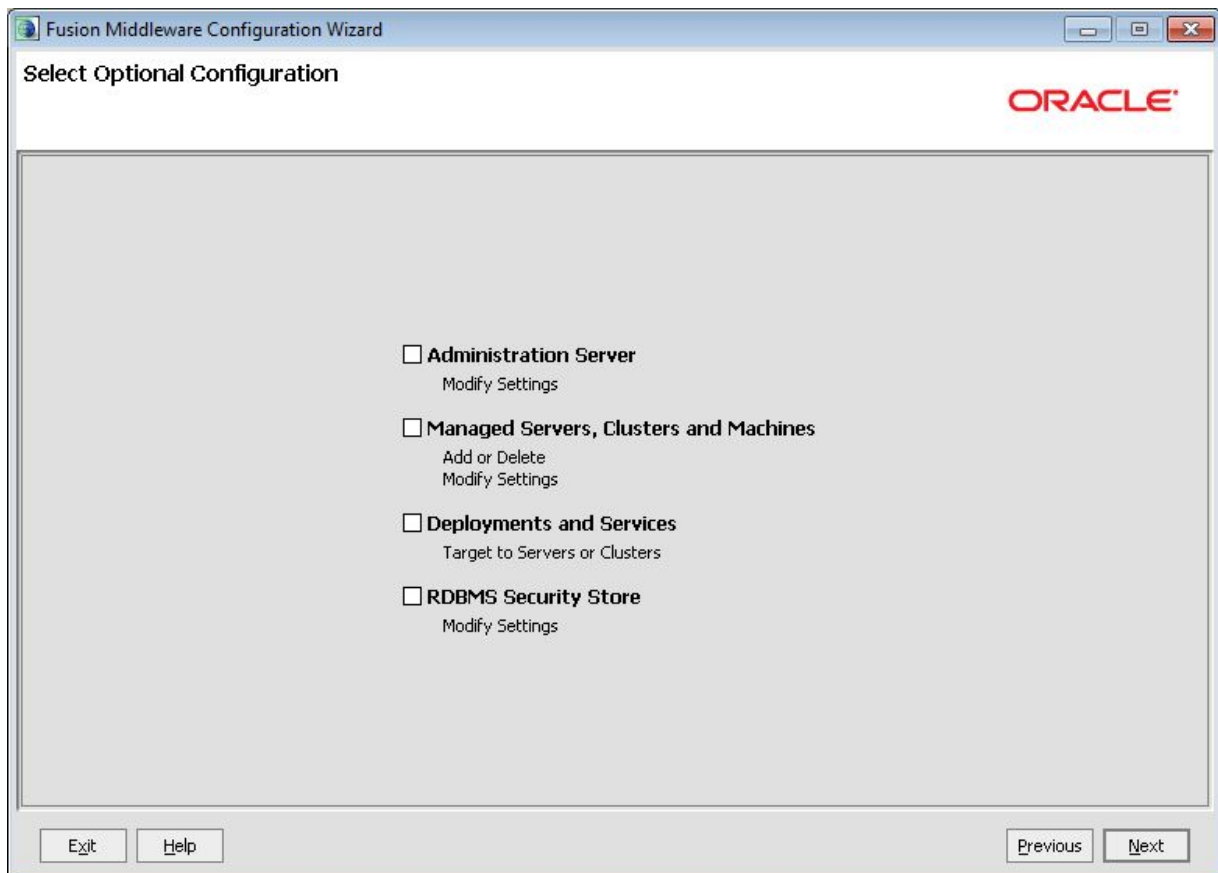 Fusion Middleware Configuration Wizard
Select Optional Configuration
ORACLE
Administration Server
Modify Settings
Managed Servers, Clusters and Machines
Add or Delete
Modify Settings
Deployments and Services
Target to Servers or Clusters
RDBMS Security Store
Modify Settings
Exit Help Previous Next